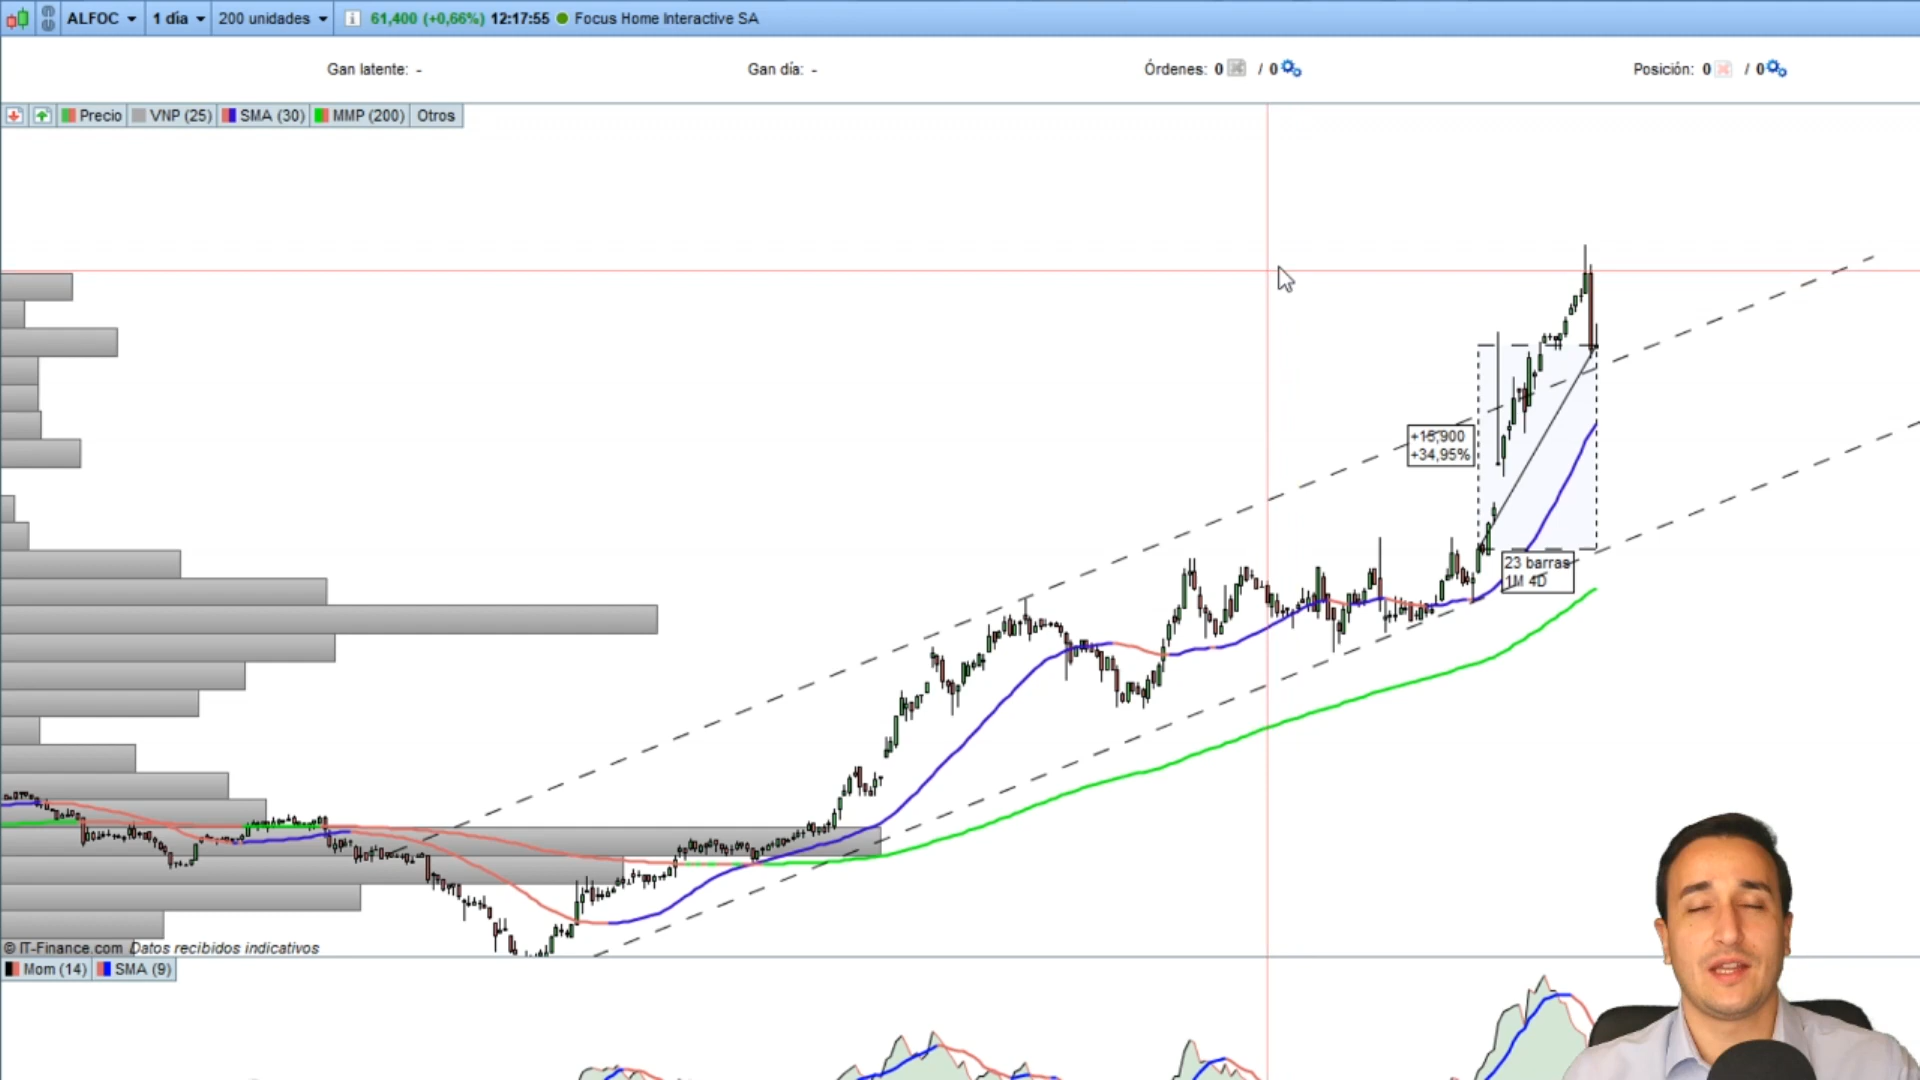 ALFOC 1 día 200 unidades 61,400 (+0,66%) 12:17:55 Focus Home Interactive SA
Gan latente: - Gan día: - Órdenes: 0 / 0 Posición: 0 / 0
Precio VNP (25) SMA (30) MMP (200) Otros
+15,900
+34,95%
23 barras
1M 4D
© IT-Finance.com Datos recibidos indicativos
Mom (14) SMA (9)